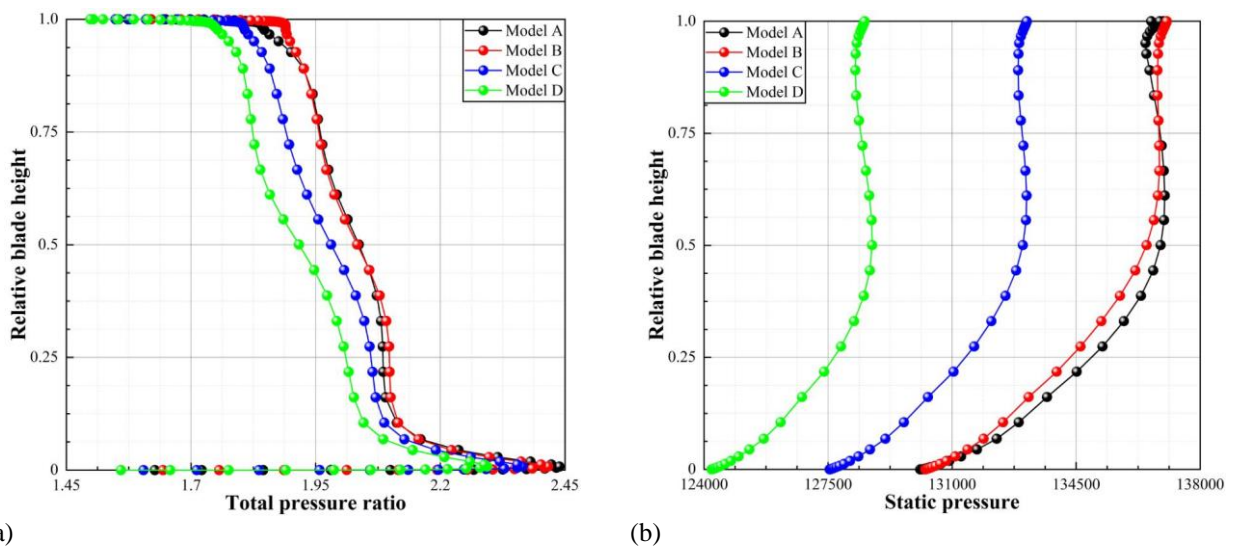 1.0
0.75
0.5
0.25
0
Relative blade height
1.45
1.7
1.95
2.2
2.45
Total pressure ratio
Model A
Model B
Model C
Model D
1.0
0.75
0.5
0.25
0
Relative blade height
124000
127500
131000
134500
138000
Static pressure
Model A
Model B
Model C
Model D
a)
(b)